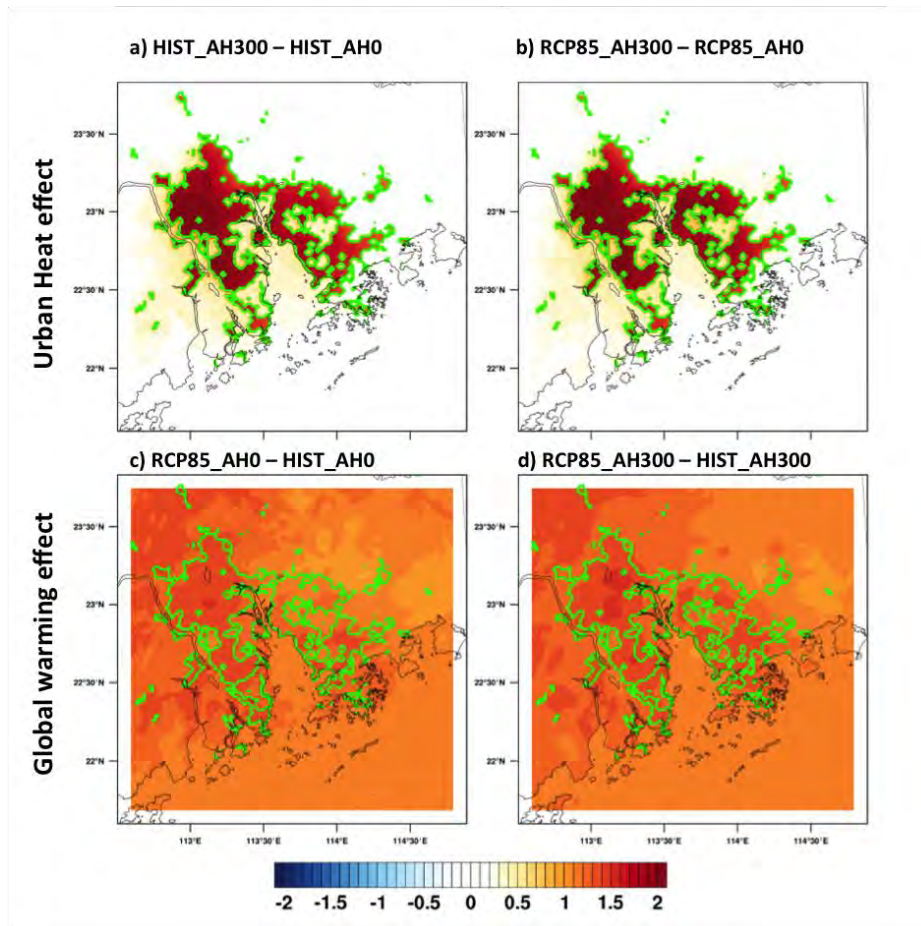 a) HIST_AH300 – HIST_AH0
b) RCP85_AH300 – RCP85_AH0
Urban Heat effect
23°30'N
23°N
22°30'N
22°N
23°30'N
23°N
22°30'N
22°N
c) RCP85_AH0 – HIST_AH0
d) RCP85_AH300 – HIST_AH300
Global warming effect
23°30'N
23°N
22°30'N
22°N
23°30'N
23°N
22°30'N
22°N
113°E 113°30'E 114°E 114°30'E
113°E 113°30'E 114°E 114°30'E
-2 -1.5 -1 -0.5 0 0.5 1 1.5 2